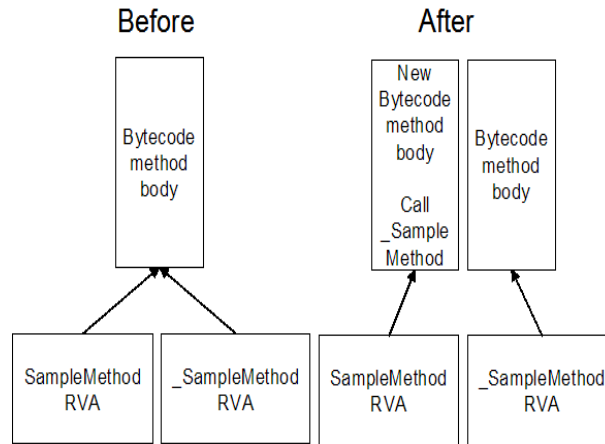 Before
Bytecode
method
body
SampleMethod
RVA
_SampleMethod
RVA
After
New
Bytecode
method
body
Call
_Sample
Method
Bytecode
method
body
SampleMethod
RVA
_SampleMethod
RVA